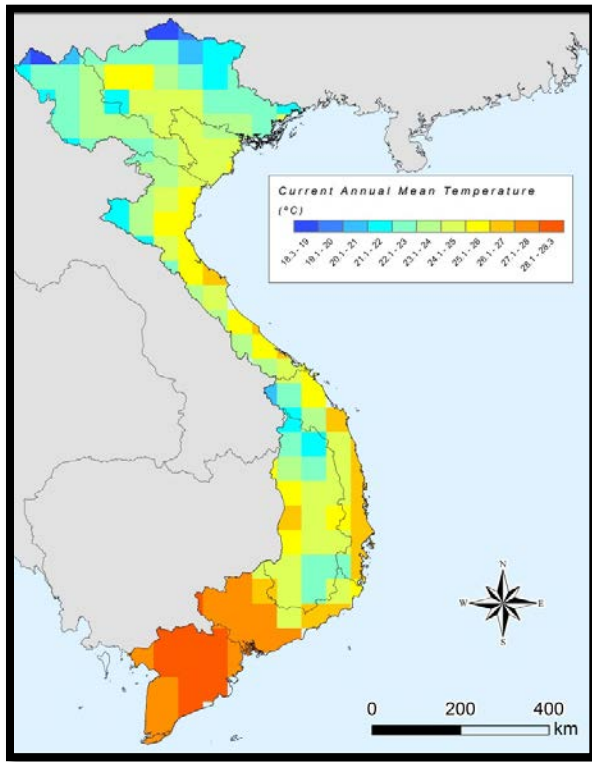 Current Annual Mean Temperature
(°C)
18.3 - 19
19.1 - 20
20.1 - 21
21.1 - 22
22.1 - 23
23.1 - 24
24.1 - 25
25.1 - 26
26.1 - 27
27.1 - 28
28.1 - 28.3
N
W E
S
0 200 400
km